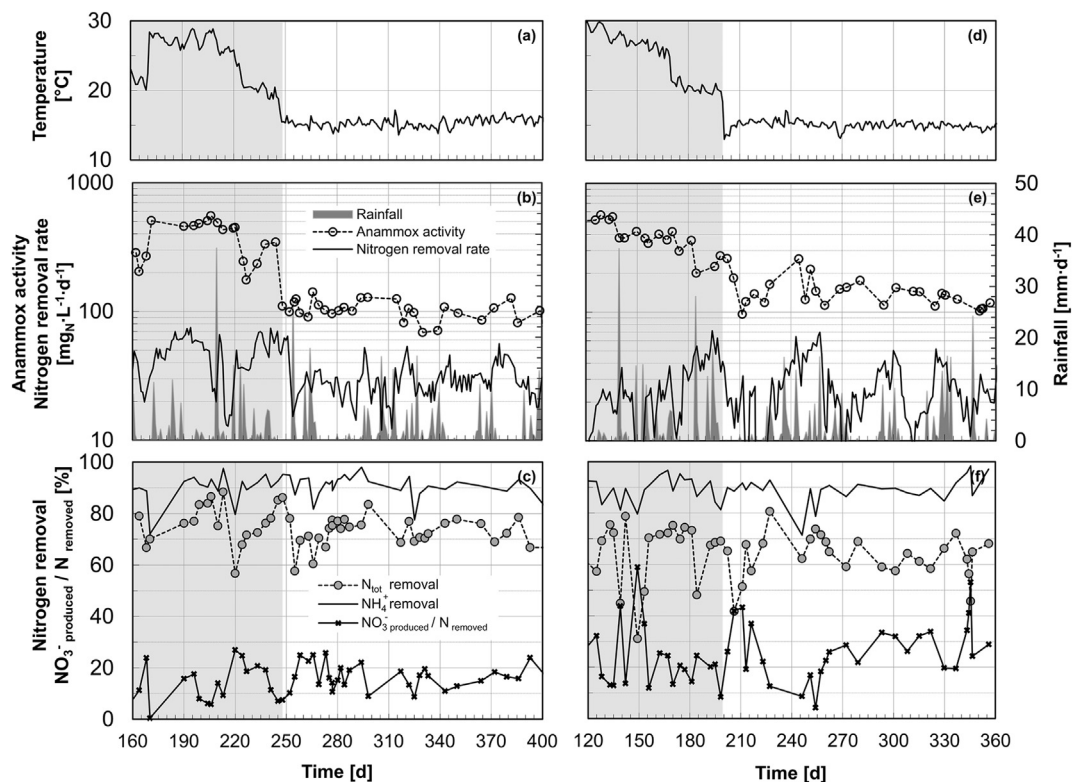 30
20
10
Temperature
[°C]
(a)
(d)
1000
100
10
Anammox activity
Nitrogen removal rate
[mgN·L-1·d-1]
(b)
Rainfall
Anammox activity
Nitrogen removal rate
(e)
50
40
30
20
10
0
Rainfall [mm·d-1]
100
80
60
40
20
0
Nitrogen removal
NO3- produced / N removed [%]
(c)
Ntot removal
NH4+ removal
NO3- produced / N removed
(f)
160 190 220 250 280 310 340 370 400
Time [d]
120 150 180 210 240 270 300 330 360
Time [d]